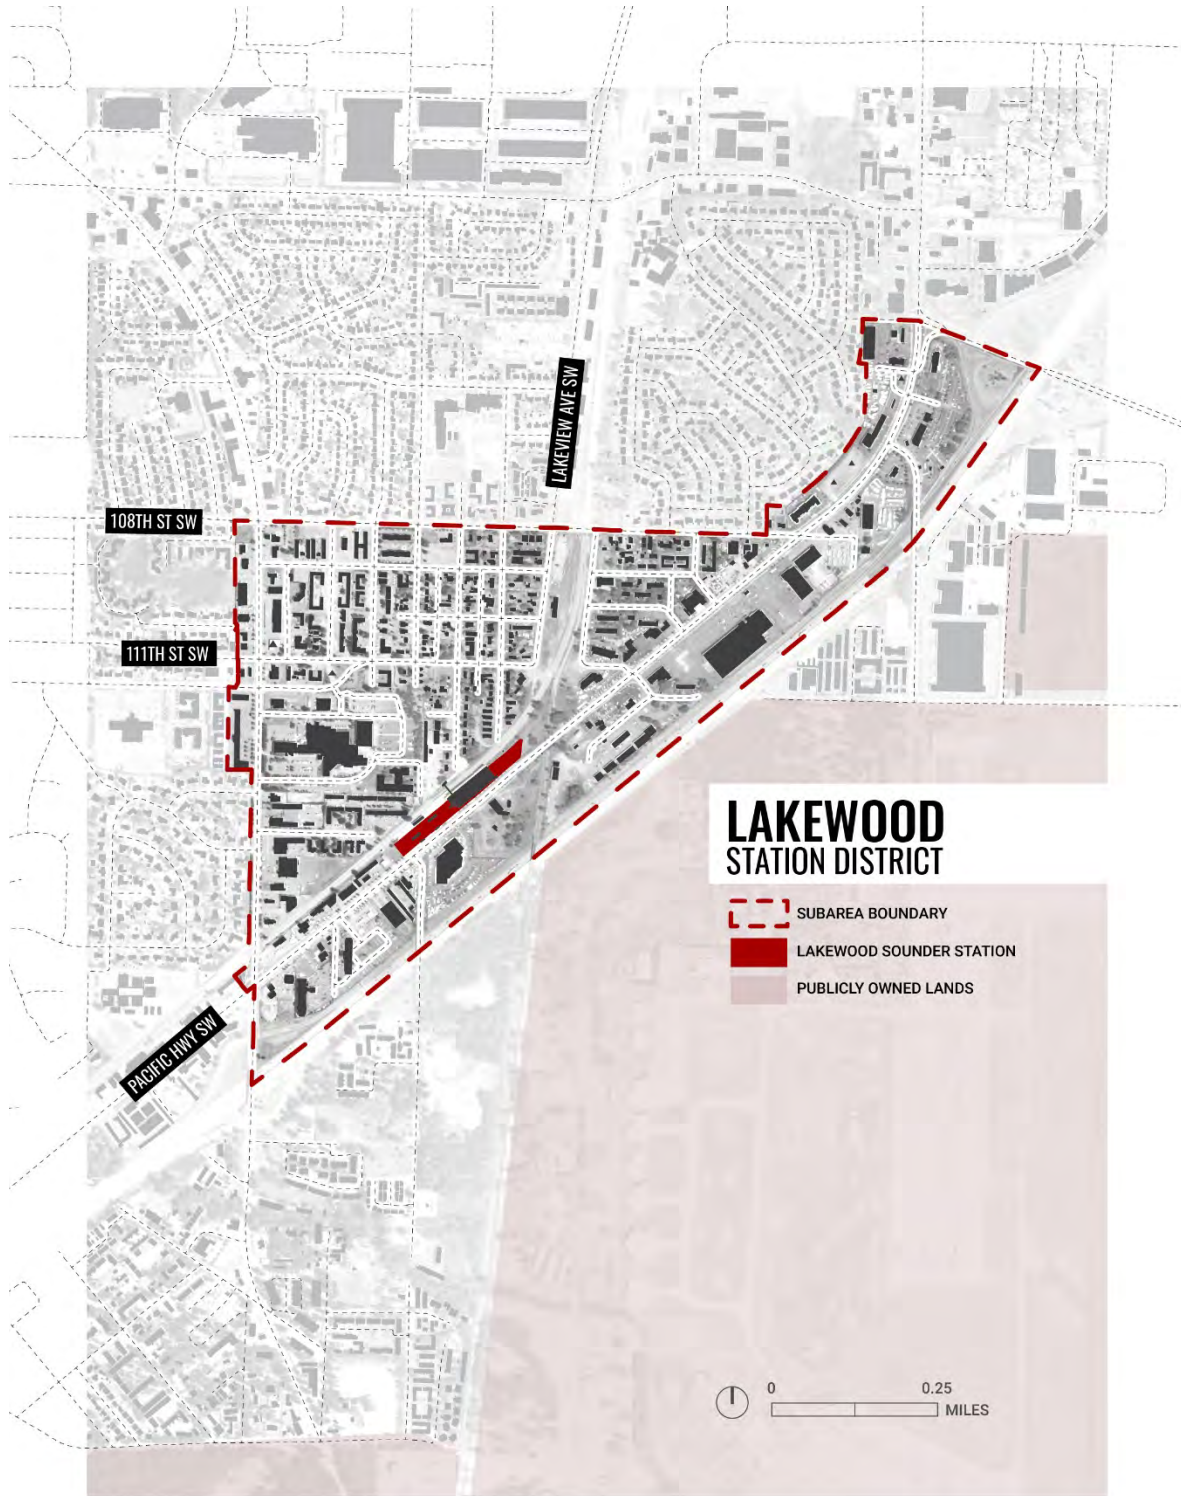 LAKEVIEW AVE SW
108TH ST SW
111TH ST SW
PACIFIC HWY SW
LAKEWOOD
STATION DISTRICT
SUBAREA BOUNDARY
LAKEWOOD SOUNDER STATION
PUBLICLY OWNED LANDS
0 0.25
MILES